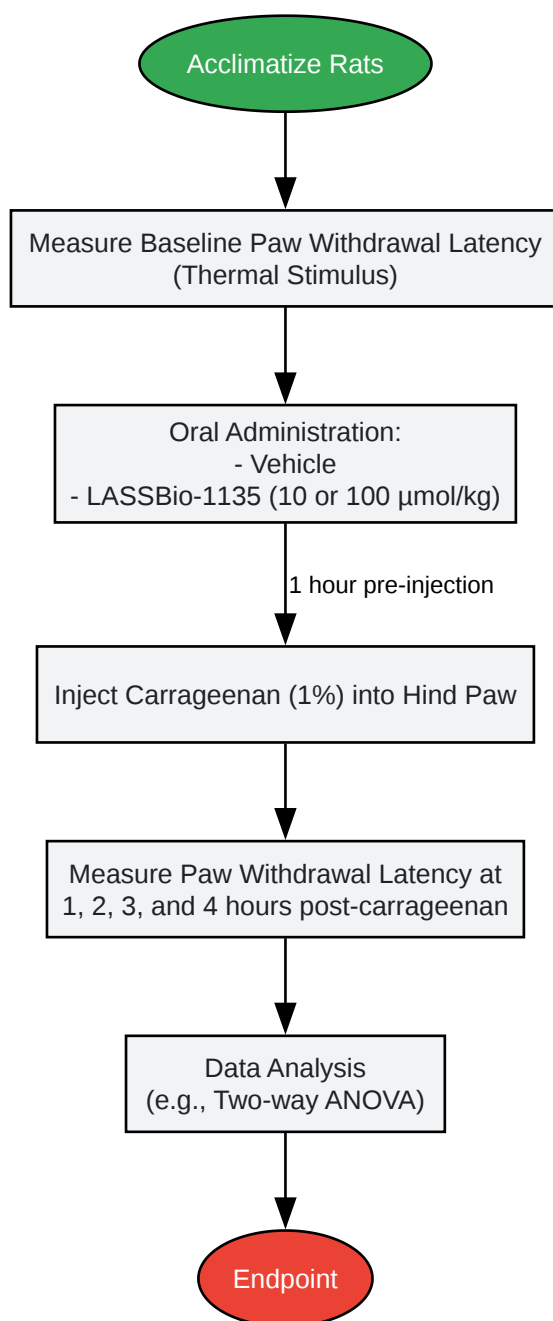 Acclimatize Rats
Measure Baseline Paw Withdrawal Latency
(Thermal Stimulus)
Oral Administration:
- Vehicle
- LASSBio-1135 (10 or 100 µmol/kg)
1 hour pre-injection
Inject Carrageenan (1%) into Hind Paw
Measure Paw Withdrawal Latency at
1, 2, 3, and 4 hours post-carrageenan
Data Analysis
(e.g., Two-way ANOVA)
Endpoint